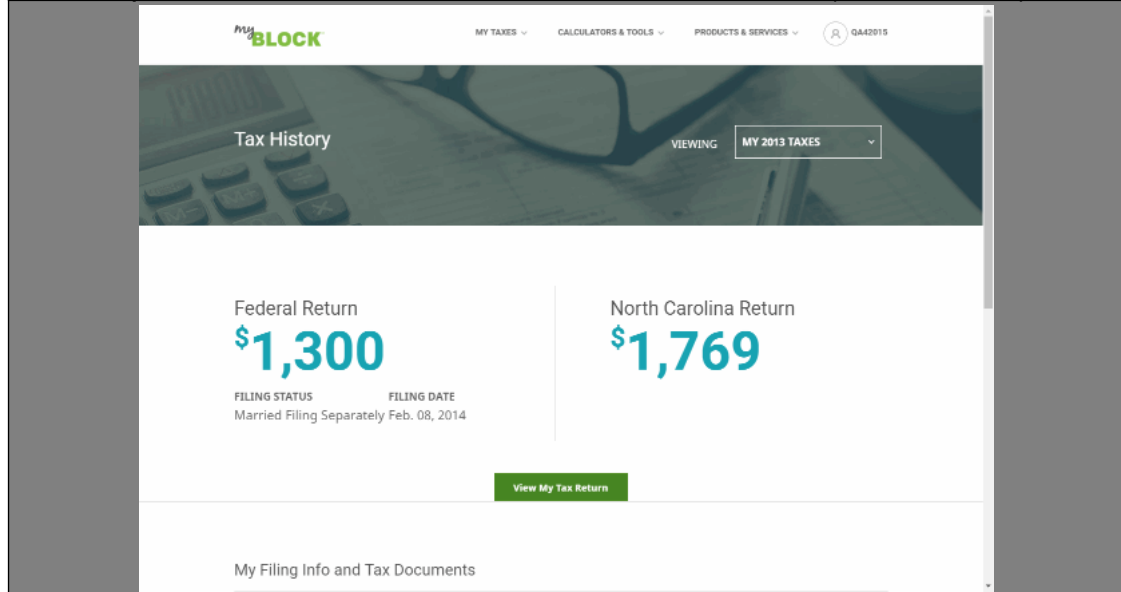 my BLOCK MY TAXES CALCULATORS & TOOLS PRODUCTS & SERVICES QA42015
Tax History VIEWING MY 2013 TAXES
Federal Return
$1,300
FILING STATUS FILING DATE
Married Filing Separately Feb. 08, 2014
North Carolina Return
$1,769
View My Tax Return
My Filing Info and Tax Documents